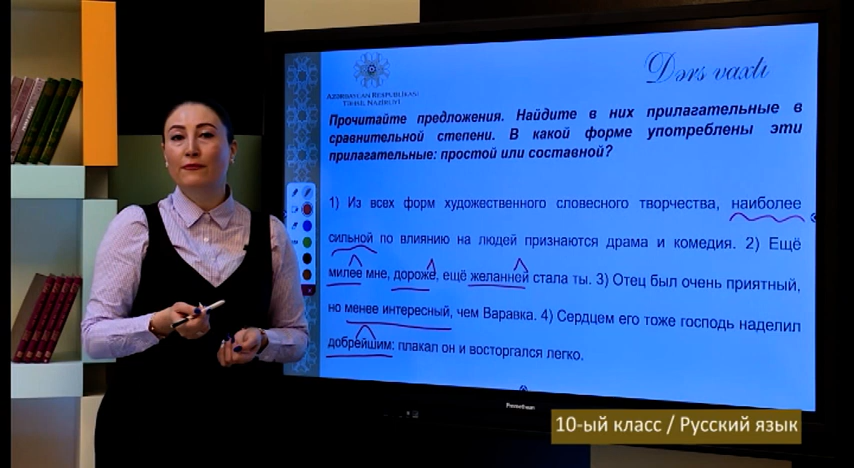 Dərs vaxtı
AZƏRBAYCAN RESPUBLİKASI
TƏHSİL NAZİRLİYİ
Прочитайте предложения. Найдите в них прилагательные в
сравнительной степени. В какой форме употреблены эти
прилагательные: простой или составной?
1) Из всех форм художественного словесного творчества, наиболее
сильной по влиянию на людей признаются драма и комедия. 2) Ещё
милее мне, дороже, ещё желанней стала ты. 3) Отец был очень приятный,
но менее интересный, чем Варавка. 4) Сердцем его тоже господь наделил
добрейшим: плакал он и восторгался легко.
Promethean
10-ый класс / Русский язык